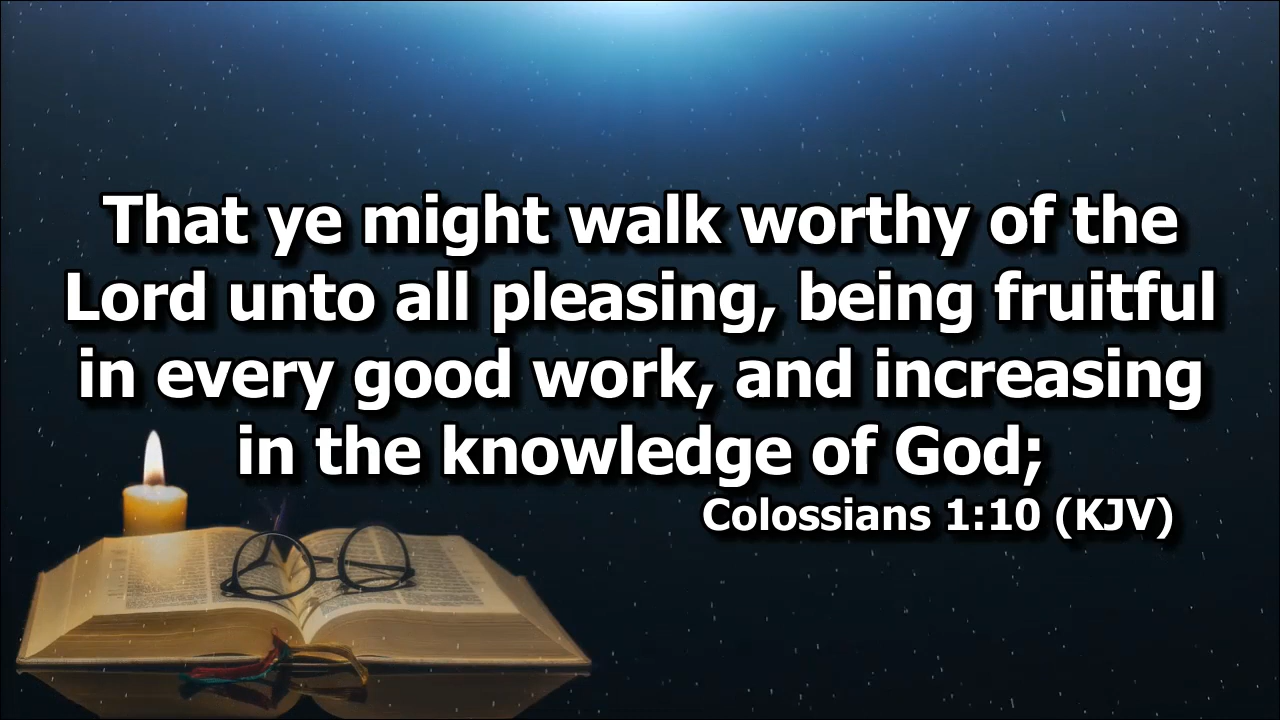 That ye might walk worthy of the
Lord unto all pleasing, being fruitful
in every good work, and increasing
in the knowledge of God;
Colossians 1:10 (KJV)